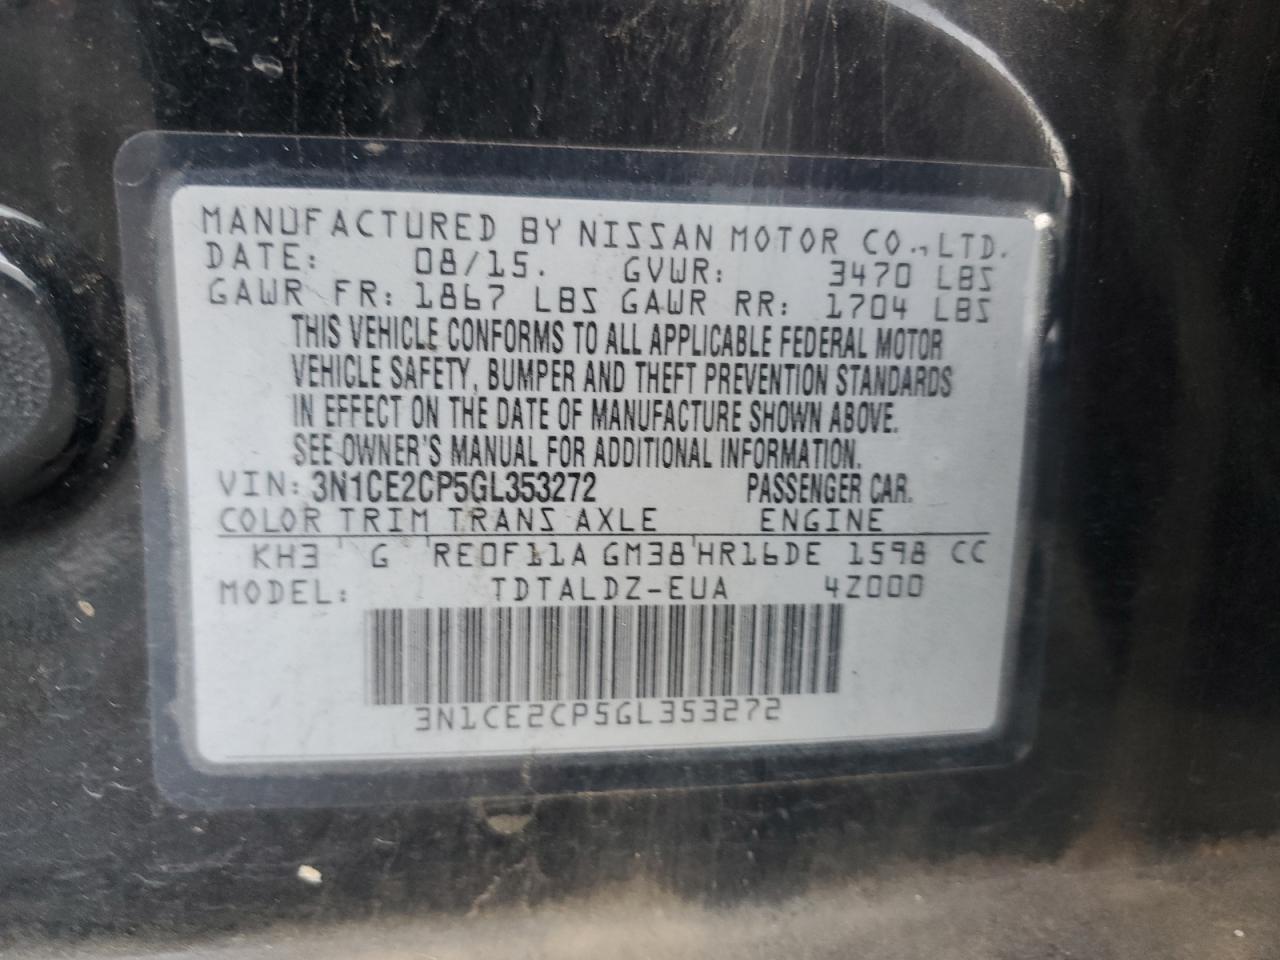 MANUFACTURED BY NISSAN MOTOR CO., LTD.
DATE: 08/15. GVWR: 3470 LBS
GAWR FR: 1867 LBS GAWR RR: 1704 LBS
THIS VEHICLE CONFORMS TO ALL APPLICABLE FEDERAL MOTOR
VEHICLE SAFETY, BUMPER AND THEFT PREVENTION STANDARDS
IN EFFECT ON THE DATE OF MANUFACTURE SHOWN ABOVE.
SEE OWNER'S MANUAL FOR ADDITIONAL INFORMATION.
VIN: 3N1CE2CP5GL353272 PASSENGER CAR.
COLOR TRIM TRANS AXLE ENGINE
KH3 ' G ' RE0F11A GM38 ' HR16DE 1598 CC
MODEL: TDTALDZ-EUA 4Z000
3N1CE2CP5GL353272